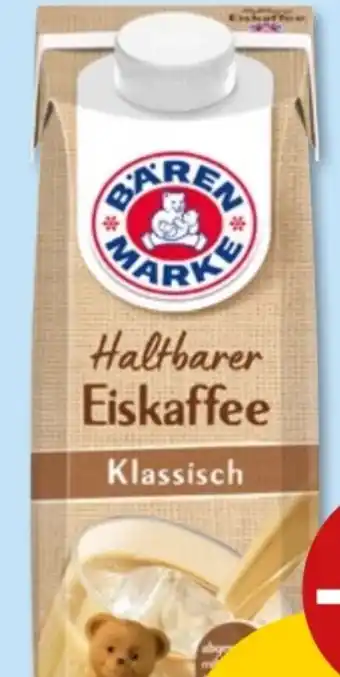 BÄREN
MARKE
Haltbarer
Eiskaffee
Klassisch